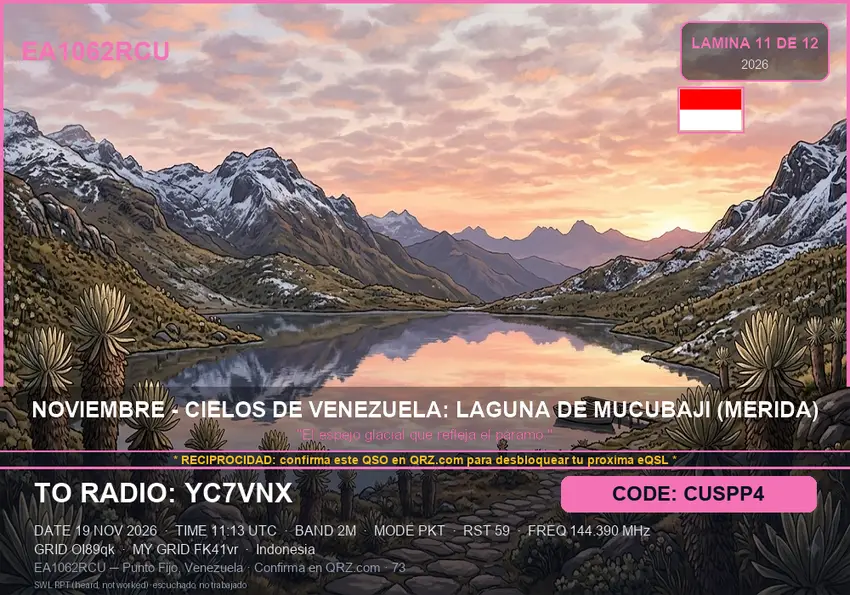 EA1062RCU
LAMINA 11 DE 12
2026
NOVIEMBRE - CIELOS DE VENEZUELA: LAGUNA DE MUCUBAJI (MERIDA)
"El espejo glacial que refleja el paramo."
* RECIPROCIDAD: confirma este QSO en QRZ.com para desbloquear tu proxima eQSL *
TO RADIO: YC7VNX
CODE: CUSPP4
DATE 19 NOV 2026 · TIME 11:13 UTC · BAND 2M · MODE PKT · RST 59 · FREQ 144.390 MHz
GRID OI89qk · MY GRID FK41vr · Indonesia
EA1062RCU — Punto Fijo, Venezuela · Confirma en QRZ.com · 73
SWL RPT (heard, not worked) · escuchado, no trabajado